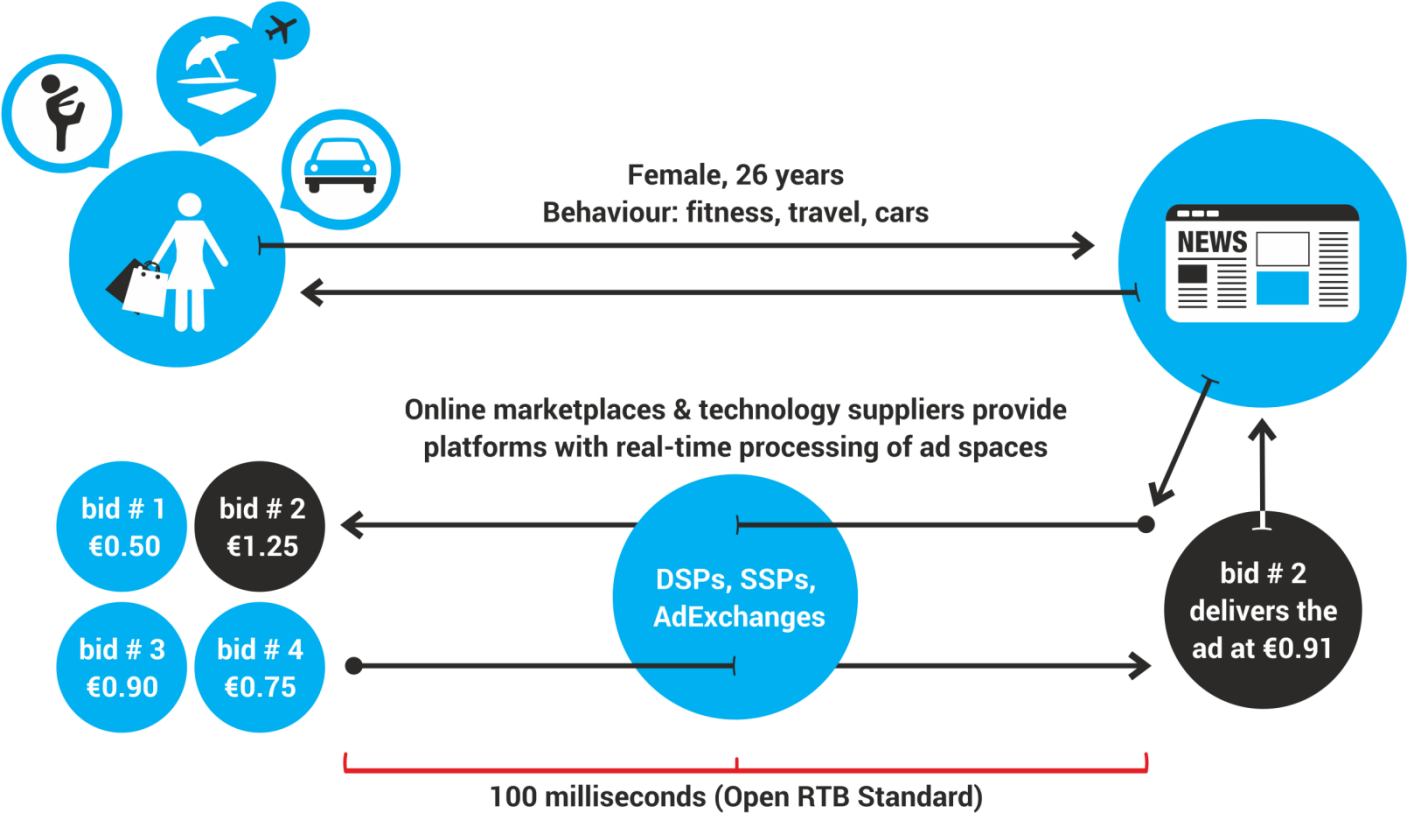 Female, 26 years
Behaviour: fitness, travel, cars
NEWS
Online marketplaces & technology suppliers provide
platforms with real-time processing of ad spaces
bid # 1
€0.50
bid # 2
€1.25
bid # 3
€0.90
bid # 4
€0.75
DSPs, SSPs,
AdExchanges
bid # 2
delivers the
ad at €0.91
100 milliseconds (Open RTB Standard)